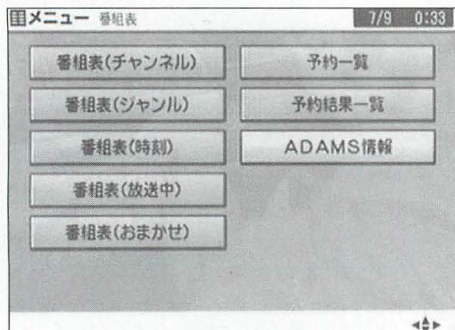 メニュー 番組表 7/9 0:33
番組表(チャンネル)
番組表(ジャンル)
番組表(時刻)
番組表(放送中)
番組表(おまかせ)
予約一覧
予約結果一覧
ADAMS情報